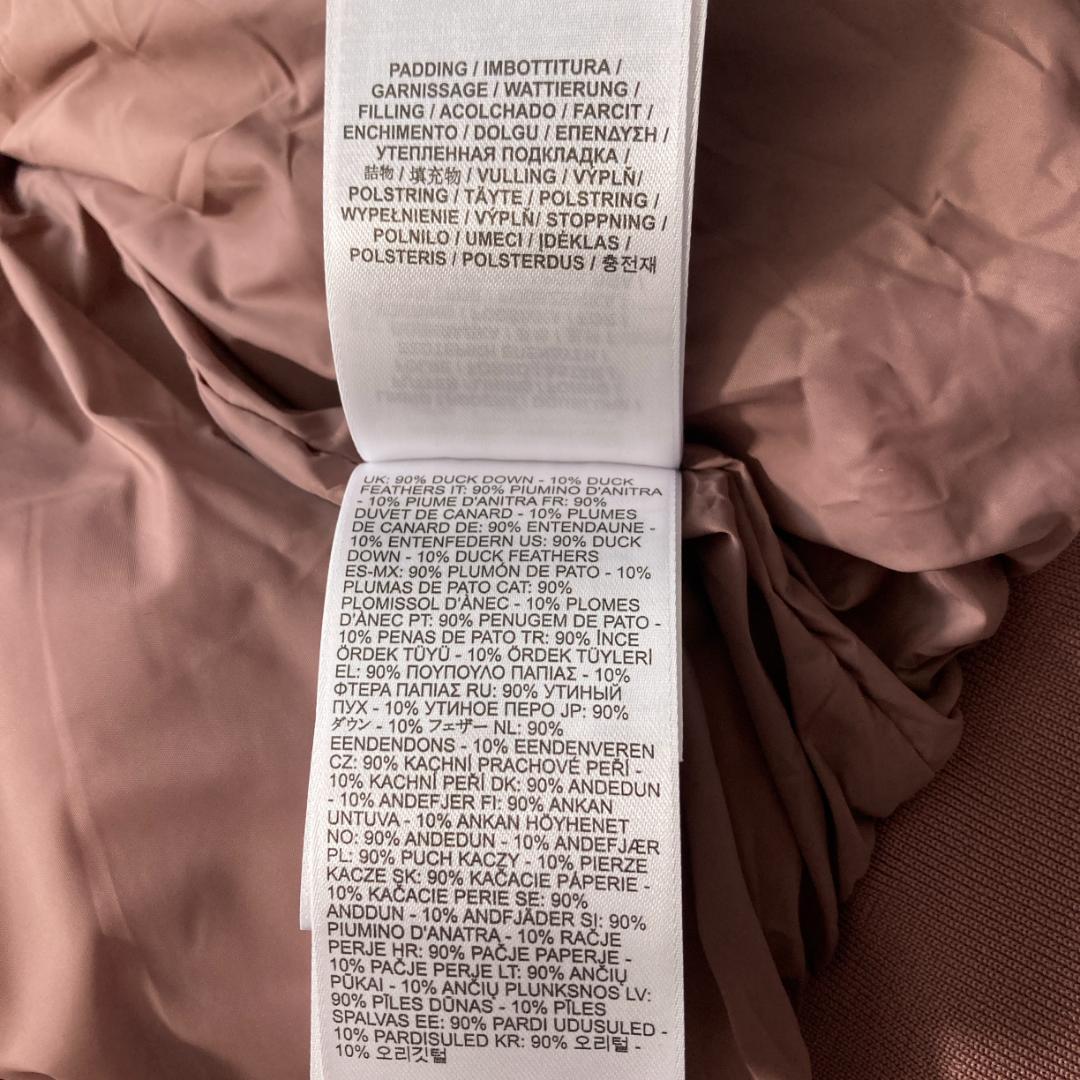 PADDING / IMBOTTITURA /
GARNISSAGE / WATTIERUNG /
FILLING / ACOLCHADO / FARCIT /
ENCHIMENTO / DOLGU / ΕΠΕΝΔΥΣΗ /
УТЕПЛЕННАЯ ПОДКЛАДКА /
詰物 / 填充物 / VULLING / VÝPLŇ/
POLSTRING / TÄYTE / POLSTRING /
WYPEŁNIENIE / VÝPLŇ/ STOPPNING /
POLNILO / UMECI / ĮDĖKLAS /
POLSTERIS / POLSTERDUS / 충전재
UK: 90% DUCK DOWN - 10% DUCK
FEATHERS IT: 90% PIUMINO D'ANITRA
- 10% PIUME D'ANITRA FR: 90%
DUVET DE CANARD - 10% PLUMES
DE CANARD DE: 90% ENTENDAUNE -
10% ENTENFEDERN US: 90% DUCK
DOWN - 10% DUCK FEATHERS
ES-MX: 90% PLUMÓN DE PATO - 10%
PLUMAS DE PATO CAT: 90%
PLOMISSOL D'ÀNEC - 10% PLOMES
D'ÀNEC PT: 90% PENUGEM DE PATO -
10% PENAS DE PATO TR: 90% İNCE
ÖRDEK TÜYÜ - 10% ÖRDEK TÜYLERİ
EL: 90% ΠΟΥΠΟΥΛΟ ΠΑΠΙΑΣ - 10%
ΦΤΕΡΑ ΠΑΠΙΑΣ RU: 90% УТИНЫЙ
ПУХ - 10% УТИНОЕ ПЕРО JP: 90%
ダウン - 10% フェザー NL: 90%
EENDENDONS - 10% EENDENVEREN
CZ: 90% KACHNÍ PRACHOVÉ PEŘÍ -
10% KACHNÍ PEŘÍ DK: 90% ANDEDUN
- 10% ANDEFJER FI: 90% ANKAN
UNTUVA - 10% ANKAN HÖYHENET
NO: 90% ANDEDUN - 10% ANDEFJÆR
PL: 90% PUCH KACZY - 10% PIERZE
KACZE SK: 90% KAČACIE PÁPERIE -
10% KAČACIE PERIE SE: 90%
ANDDUN - 10% ANDFJÄDER SI: 90%
PIUMINO D'ANATRA - 10% RAČJE
PERJE HR: 90% PAČJE PAPERJE -
10% PAČJE PERJE LT: 90% ANČIŲ
PŪKAI - 10% ANČIŲ PLUNKSNOS LV:
90% PĪLES DŪNAS - 10% PĪLES
SPALVAS EE: 90% PARDI UDUSULED -
10% PARDISULED KR: 90% 오리털 -
10% 오리깃털